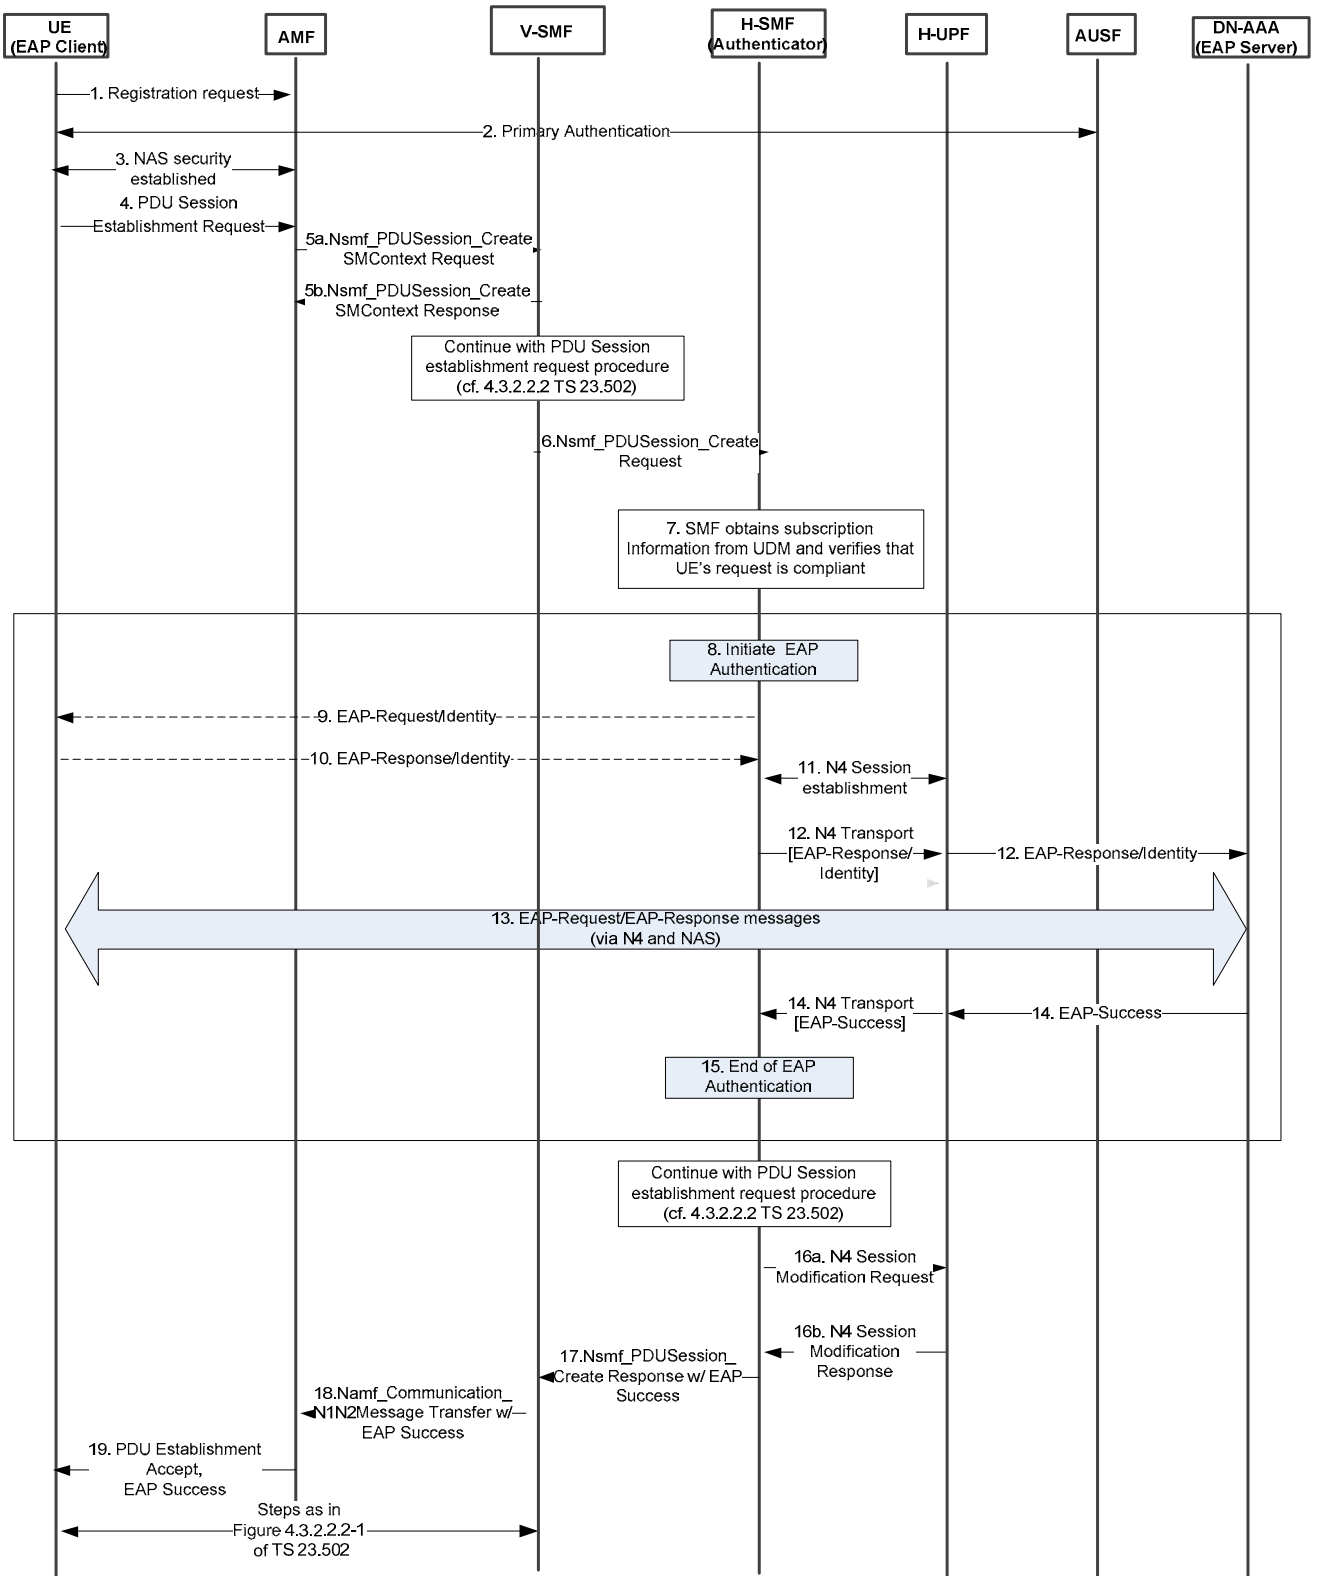 UE
(EAP Client)
AMF
V-SMF
H-SMF
(Authenticator)
H-UPF
AUSF
DN-AAA
(EAP Server)
1. Registration request
2. Primary Authentication
3. NAS security
established
4. PDU Session
Establishment Request
5a.Nsmf_PDUSession_Create
SMContext Request
5b.Nsmf_PDUSession_Create
SMContext Response
Continue with PDU Session
establishment request procedure
(cf. 4.3.2.2.2 TS 23.502)
6.Nsmf_PDUSession_Create
Request
7. SMF obtains subscription
Information from UDM and verifies that
UE's request is compliant
8. Initiate EAP
Authentication
9. EAP-Request/Identity
10. EAP-Response/Identity
11. N4 Session
establishment
12. N4 Transport
[EAP-Response/
Identity]
12. EAP-Response/Identity
13. EAP-Request/EAP-Response messages
(via N4 and NAS)
14. N4 Transport
[EAP-Success]
14. EAP-Success
15. End of EAP
Authentication
Continue with PDU Session
establishment request procedure
(cf. 4.3.2.2.2 TS 23.502)
16a. N4 Session
Modification Request
16b. N4 Session
Modification
Response
17.Nsmf_PDUSession_
Create Response w/ EAP
Success
18.Namf_Communication_
N1N2Message Transfer w/
EAP Success
19. PDU Establishment
Accept,
EAP Success
Steps as in
Figure 4.3.2.2.2-1
of TS 23.502